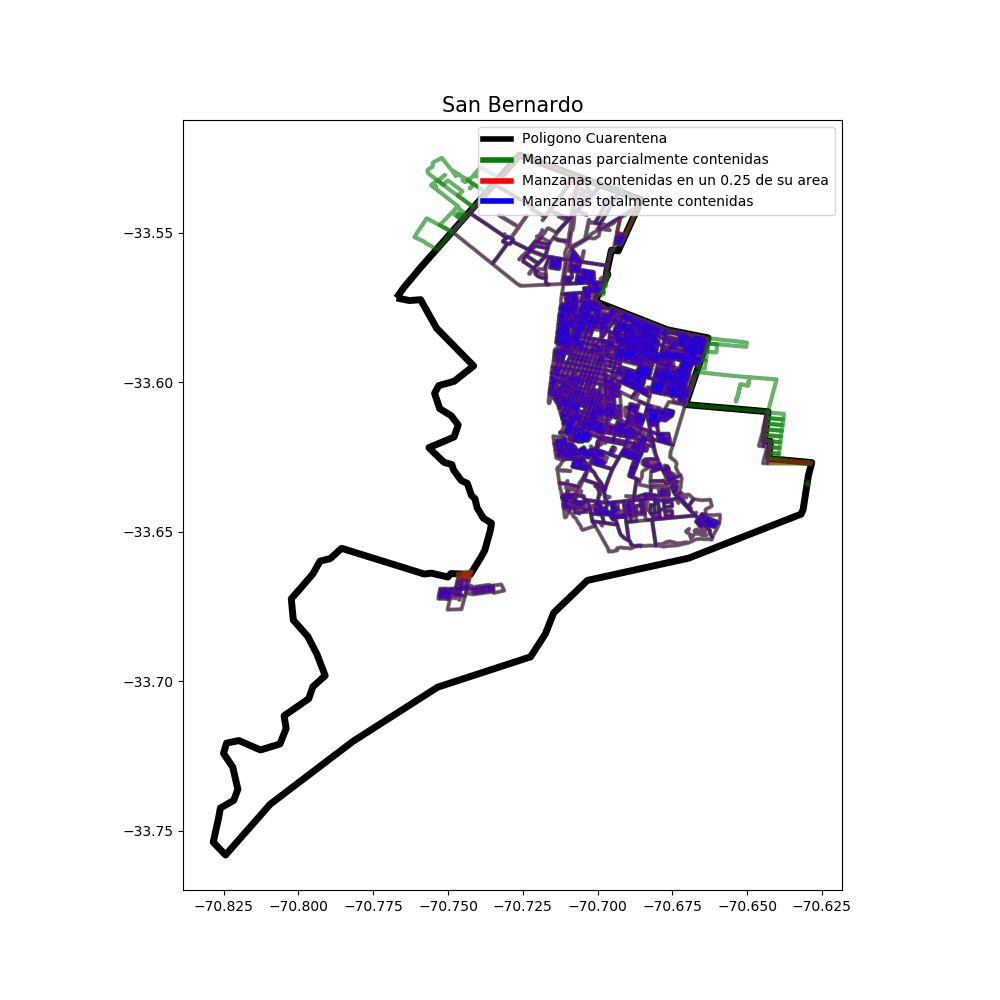 San Bernardo
Poligono Cuarentena
Manzanas parcialmente contenidas
Manzanas contenidas en un 0.25 de su area
Manzanas totalmente contenidas
−33.55
−33.60
−33.65
−33.70
−33.75
−70.825 −70.800 −70.775 −70.750 −70.725 −70.700 −70.675 −70.650 −70.625